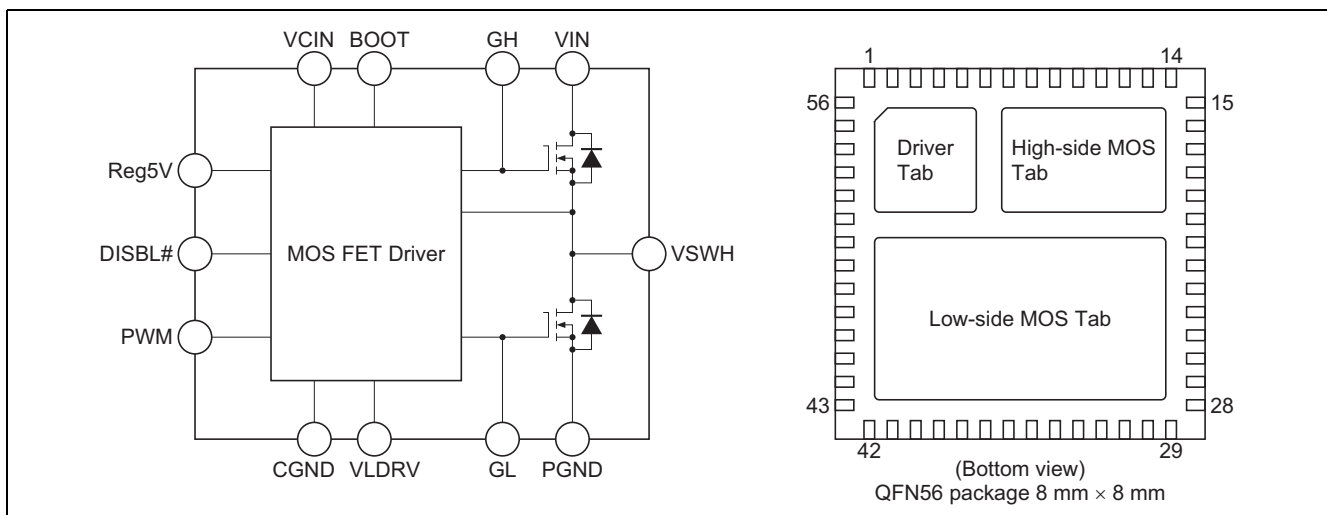 VCIN BOOT GH VIN
Reg5V
DISBL#
PWM
MOS FET Driver
VSWH
CGND VLDRV GL PGND
1 14
56 15
Driver
Tab
High-side MOS
Tab
Low-side MOS Tab
43 28
42 29
(Bottom view)
QFN56 package 8 mm × 8 mm